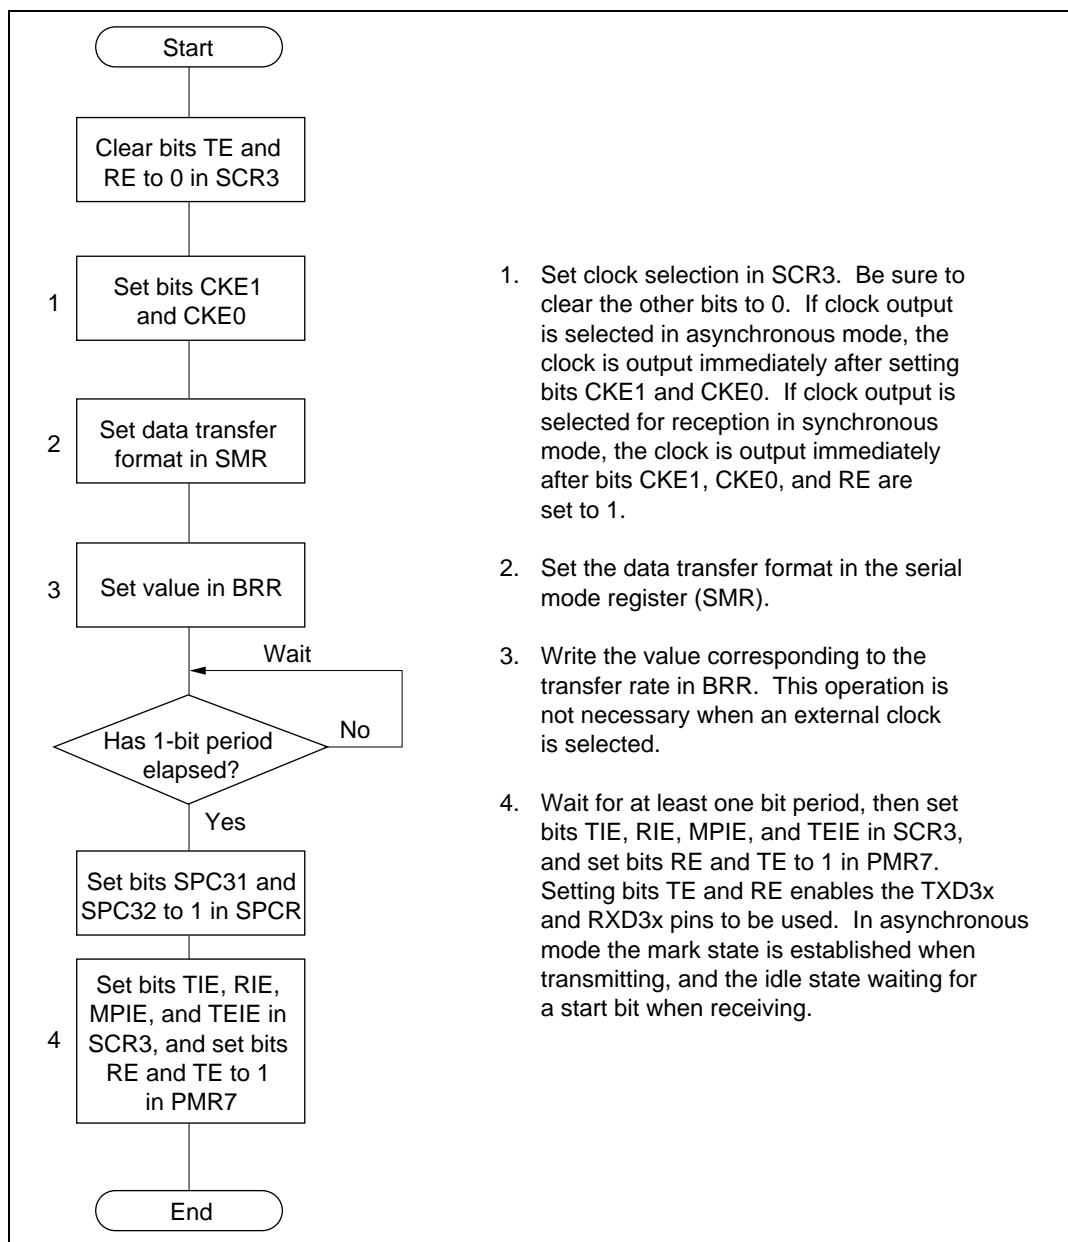 Start
Clear bits TE and
RE to 0 in SCR3
1
Set bits CKE1
and CKE0
2
Set data transfer
format in SMR
3
Set value in BRR
Wait
Has 1-bit period
elapsed?
No
Yes
Set bits SPC31 and
SPC32 to 1 in SPCR
4
Set bits TIE, RIE,
MPIE, and TEIE in
SCR3, and set bits
RE and TE to 1
in PMR7
End
1. Set clock selection in SCR3. Be sure to
clear the other bits to 0. If clock output
is selected in asynchronous mode, the
clock is output immediately after setting
bits CKE1 and CKE0. If clock output is
selected for reception in synchronous
mode, the clock is output immediately
after bits CKE1, CKE0, and RE are
set to 1.
2. Set the data transfer format in the serial
mode register (SMR).
3. Write the value corresponding to the
transfer rate in BRR. This operation is
not necessary when an external clock
is selected.
4. Wait for at least one bit period, then set
bits TIE, RIE, MPIE, and TEIE in SCR3,
and set bits RE and TE to 1 in PMR7.
Setting bits TE and RE enables the TXD3x
and RXD3x pins to be used. In asynchronous
mode the mark state is established when
transmitting, and the idle state waiting for
a start bit when receiving.